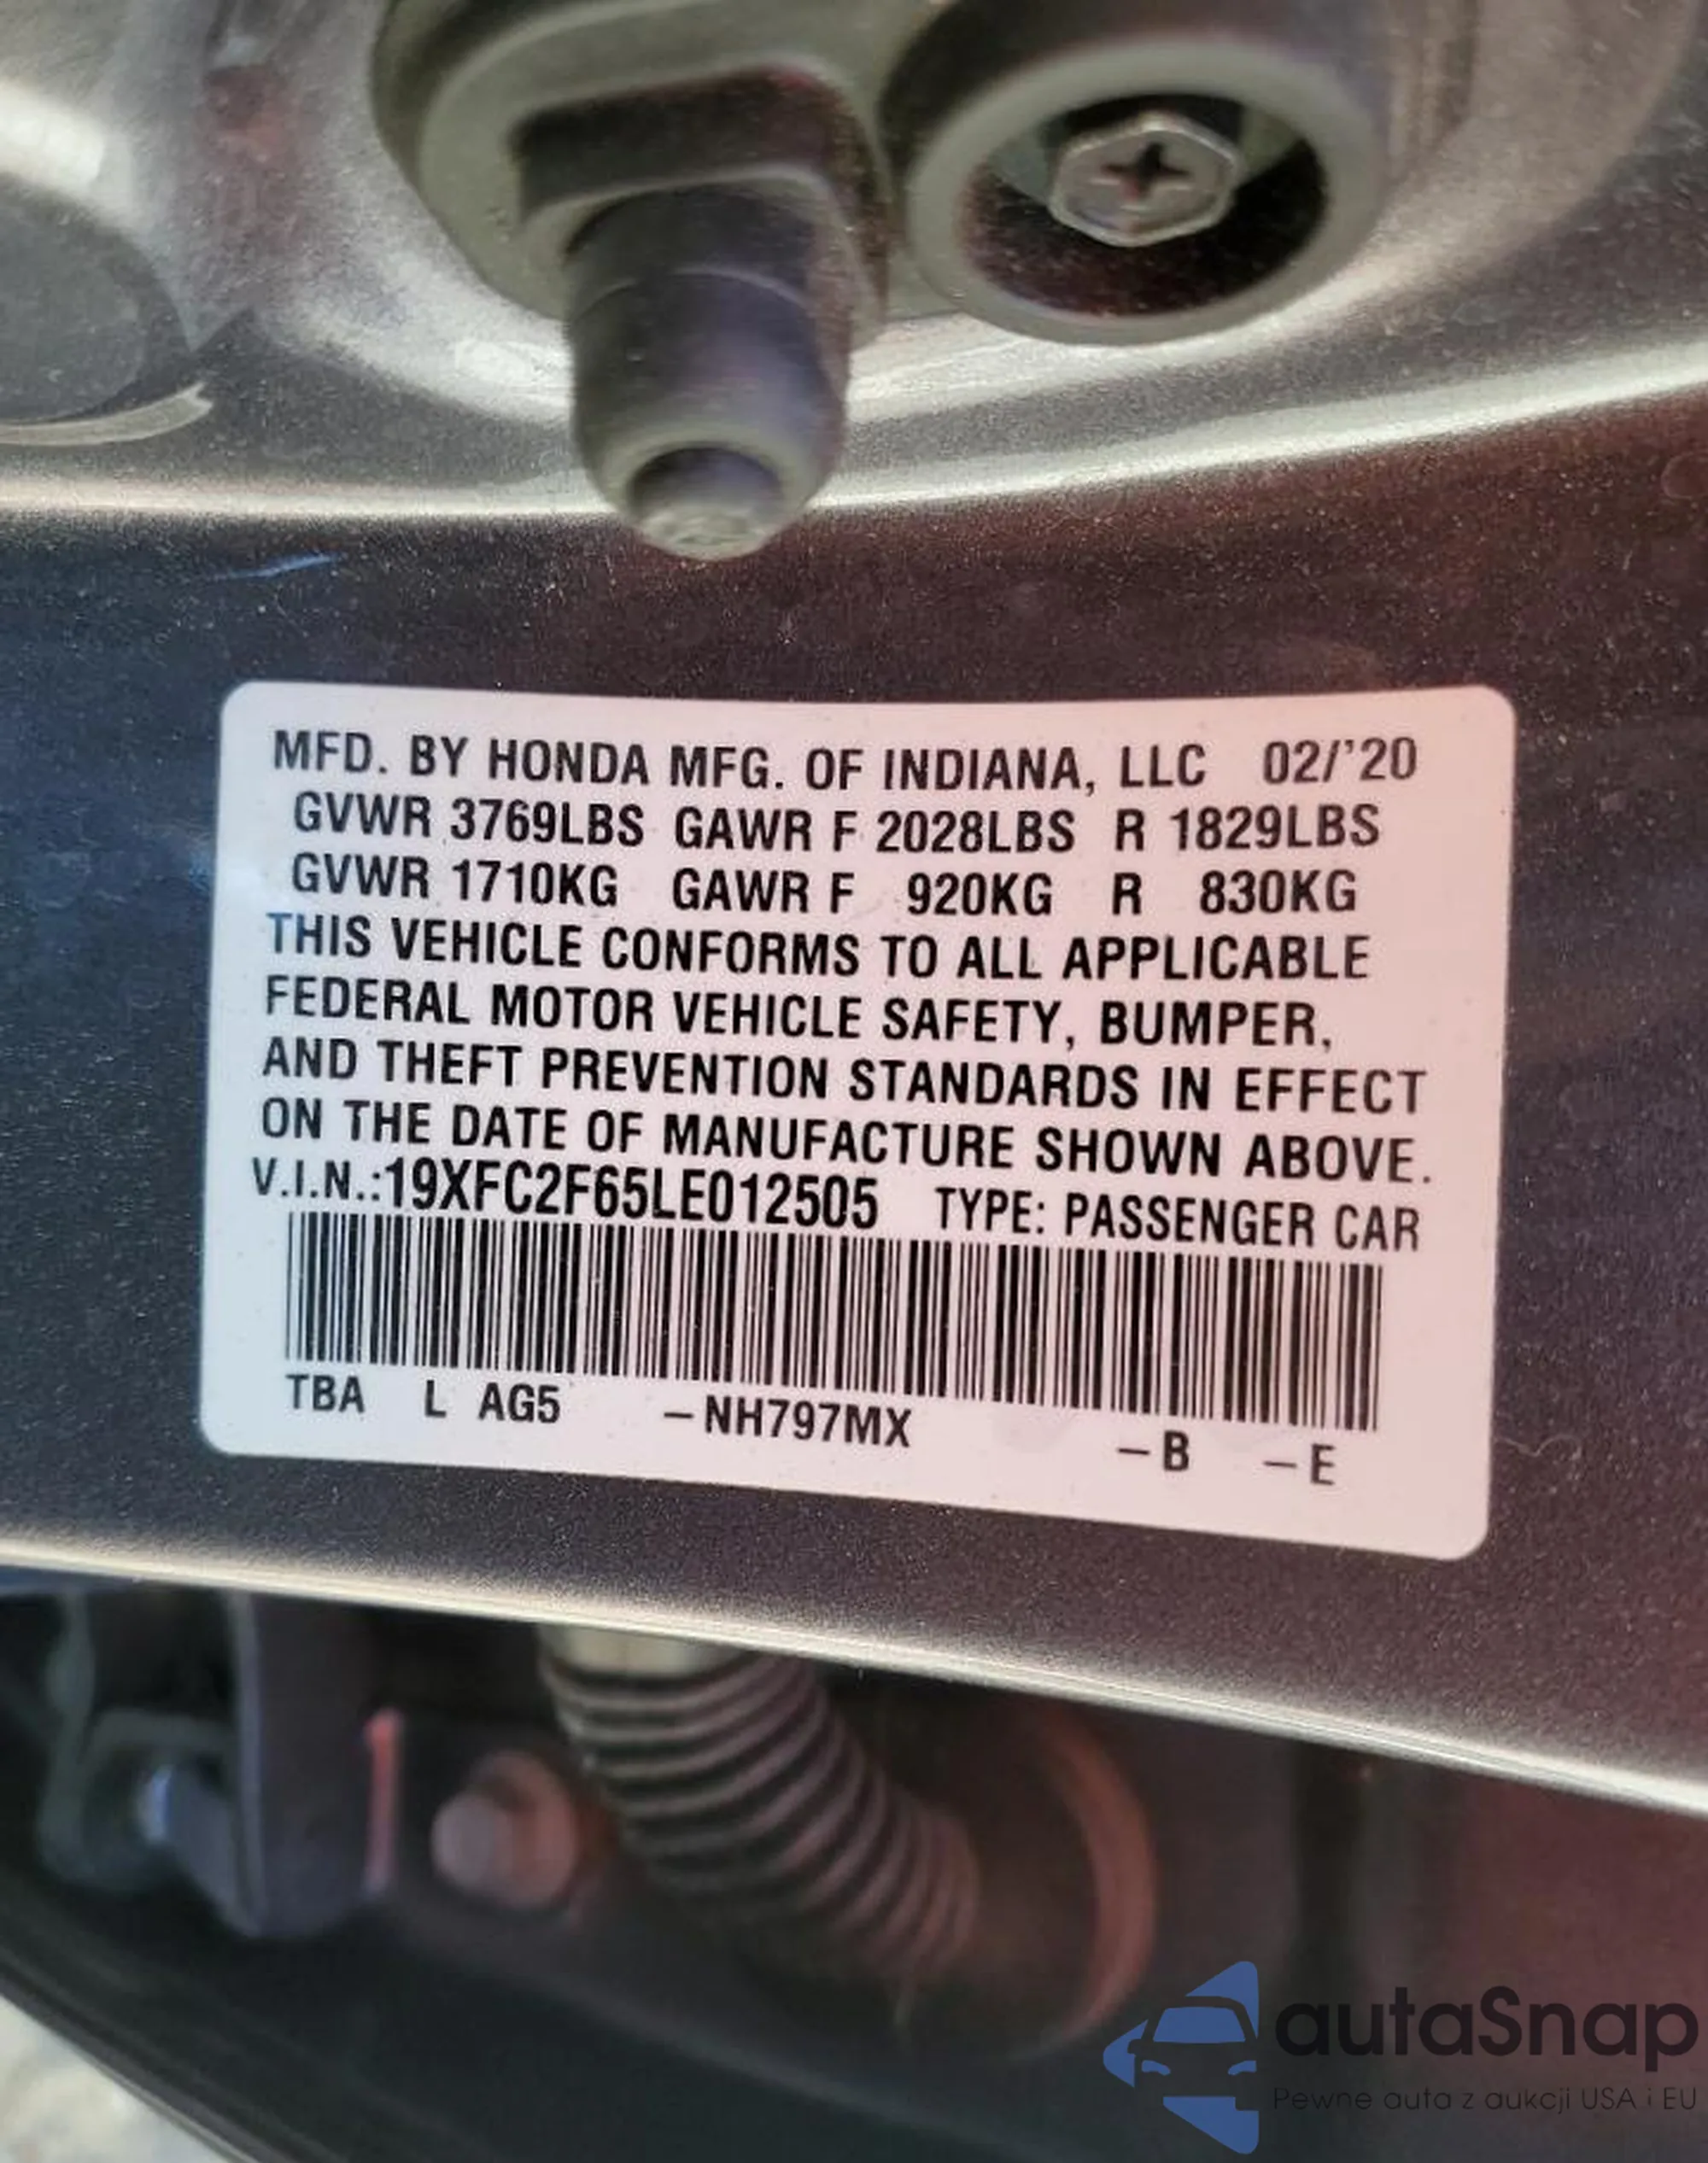 MFD. BY HONDA MFG. OF INDIANA, LLC 02/'20
GVWR 3769LBS GAWR F 2028LBS R 1829LBS
GVWR 1710KG GAWR F 920KG R 830KG
THIS VEHICLE CONFORMS TO ALL APPLICABLE
FEDERAL MOTOR VEHICLE SAFETY, BUMPER,
AND THEFT PREVENTION STANDARDS IN EFFECT
ON THE DATE OF MANUFACTURE SHOWN ABOVE.
V.I.N.:19XFC2F65LE012505 TYPE: PASSENGER CAR
TBA L AG5 –NH797MX –B –E
autaSnap
Pewne auta z aukcji USA i EU